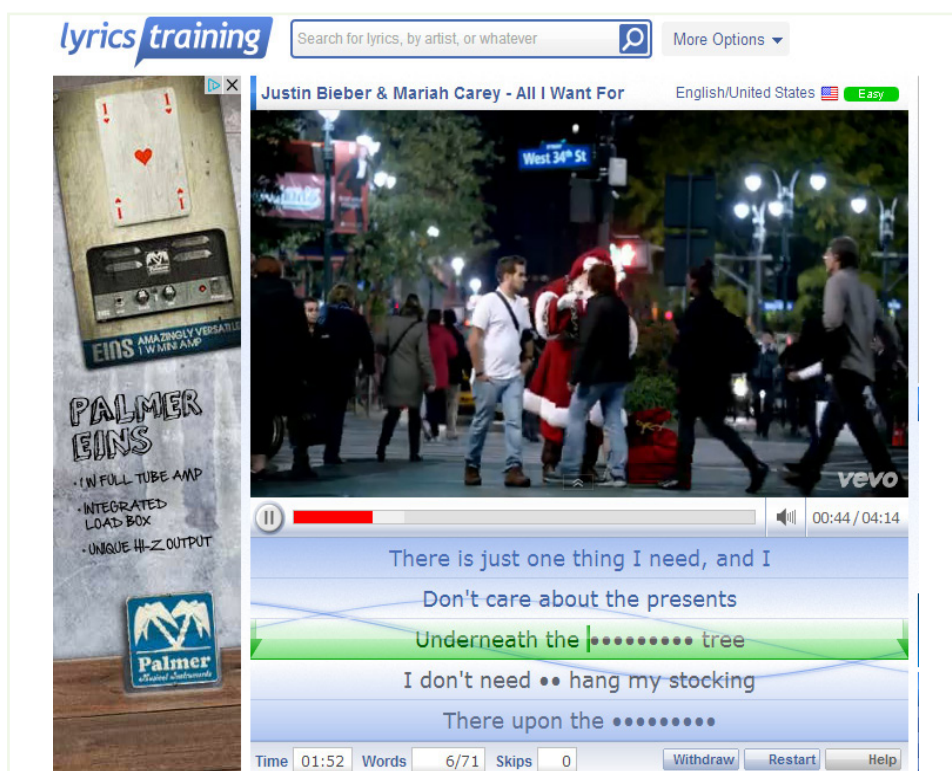 lyrics training
Search for lyrics, by artist, or whatever
More Options
Justin Bieber & Mariah Carey - All I Want For
English/United States
Easy
1
1
1
1
EINS AMAZINGLY VERSATILE
1 W MINI AMP
PALMER
EINS
· 1W FULL TUBE AMP
· INTEGRATED
LOAD BOX
· UNIQUE HI-Z OUTPUT
Palmer
West 34th St
vevo
00:44 / 04:14
There is just one thing I need, and I
Don't care about the presents
Underneath the ••••••••• tree
I don't need •• hang my stocking
There upon the •••••••••
Time 01:52 Words 6/71 Skips 0
Withdraw Restart Help